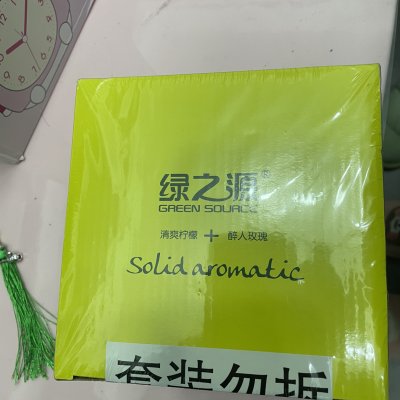 绿之源®
GREEN SOURCE
清爽柠檬 + 醉人玫瑰
Solid aromatic
套装勿拆